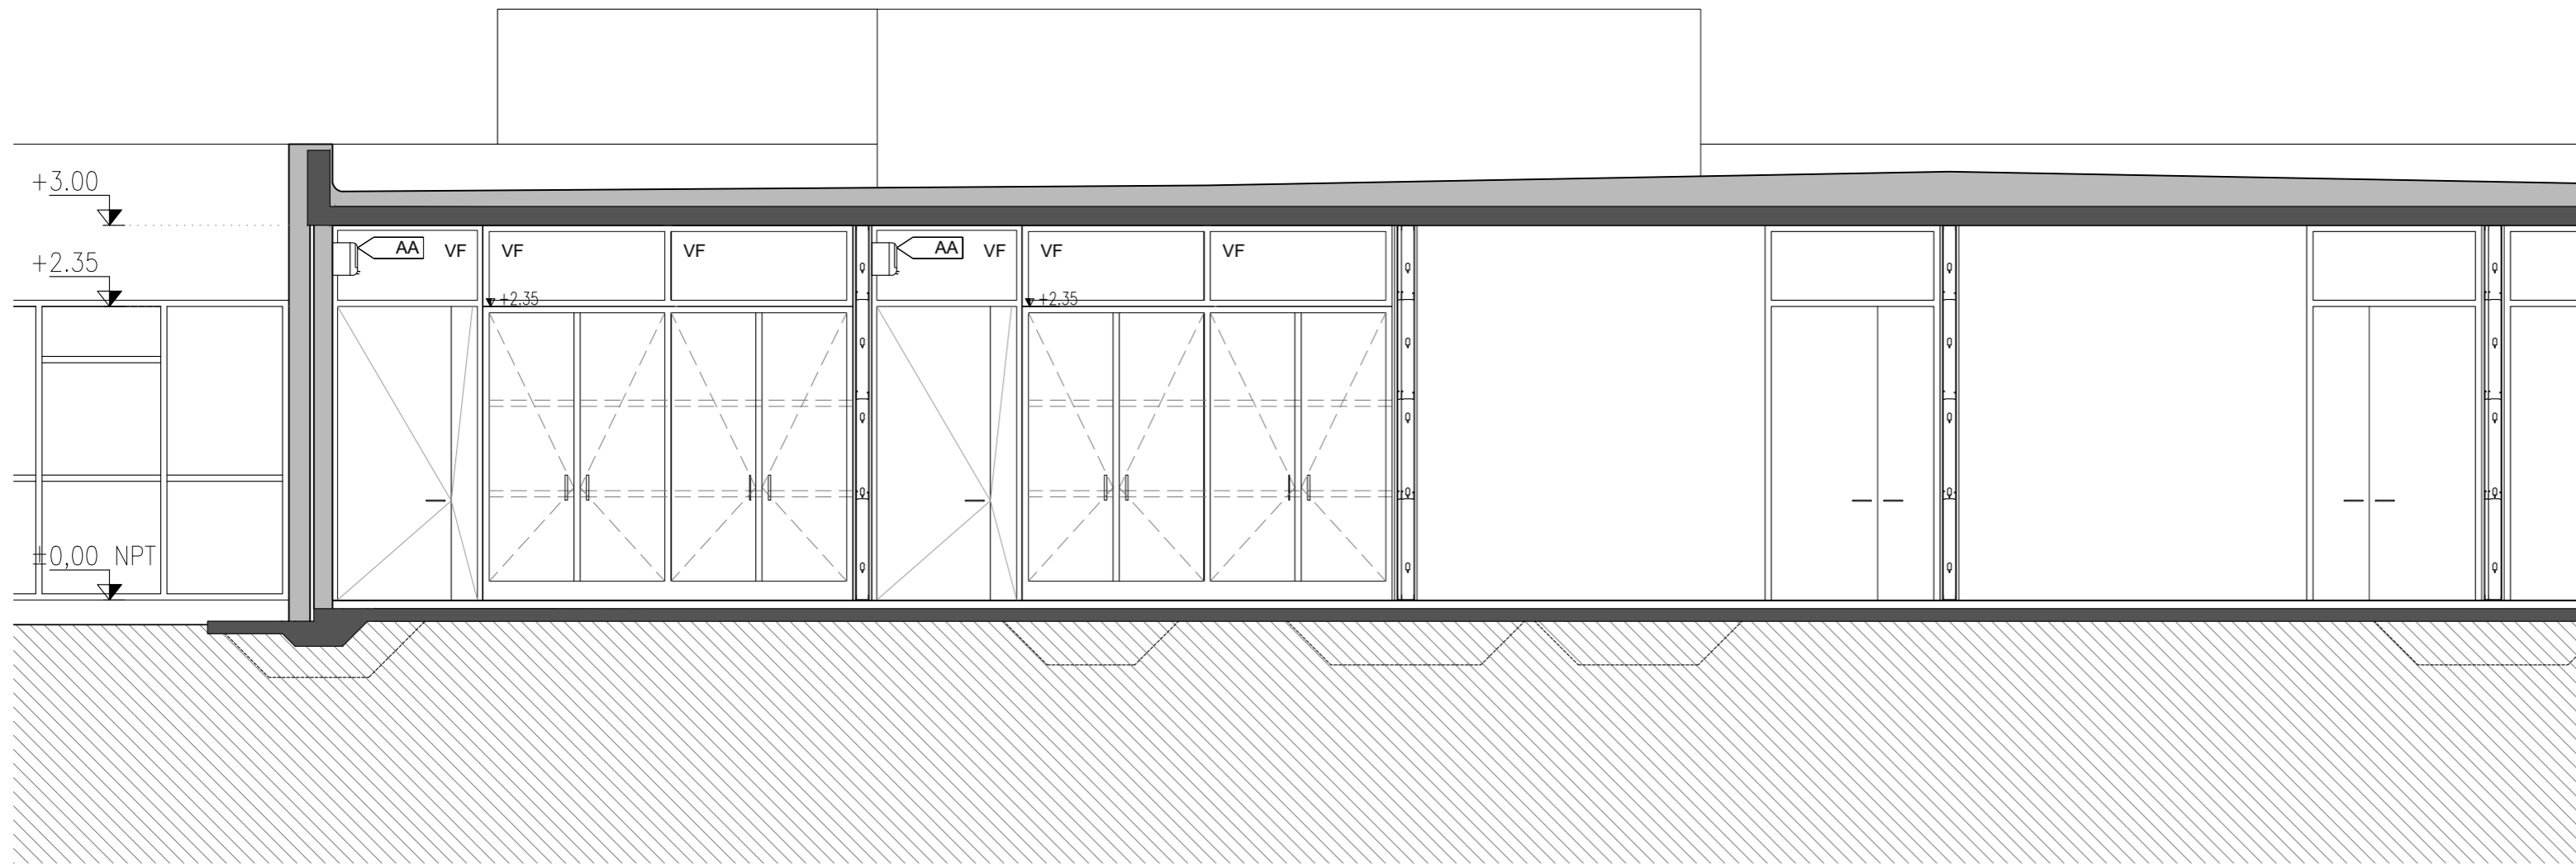 +3.00
+2.35
±0,00 NPT
AA VF VF VF AA VF VF VF
+2.35 +2.35